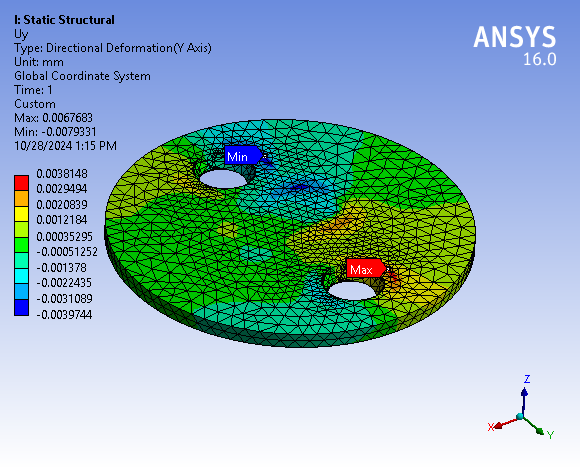 I: Static Structural
Uy
Type: Directional Deformation(Y Axis)
Unit: mm
Global Coordinate System
Time: 1
Custom
Max: 0.0067683
Min: -0.0079331
10/28/2024 1:15 PM
ANSYS
16.0
0.0038148
0.0029494
0.0020839
0.0012184
0.00035295
-0.00051252
-0.001378
-0.0022435
-0.0031089
-0.0039744
Min
Max
Z
X
Y